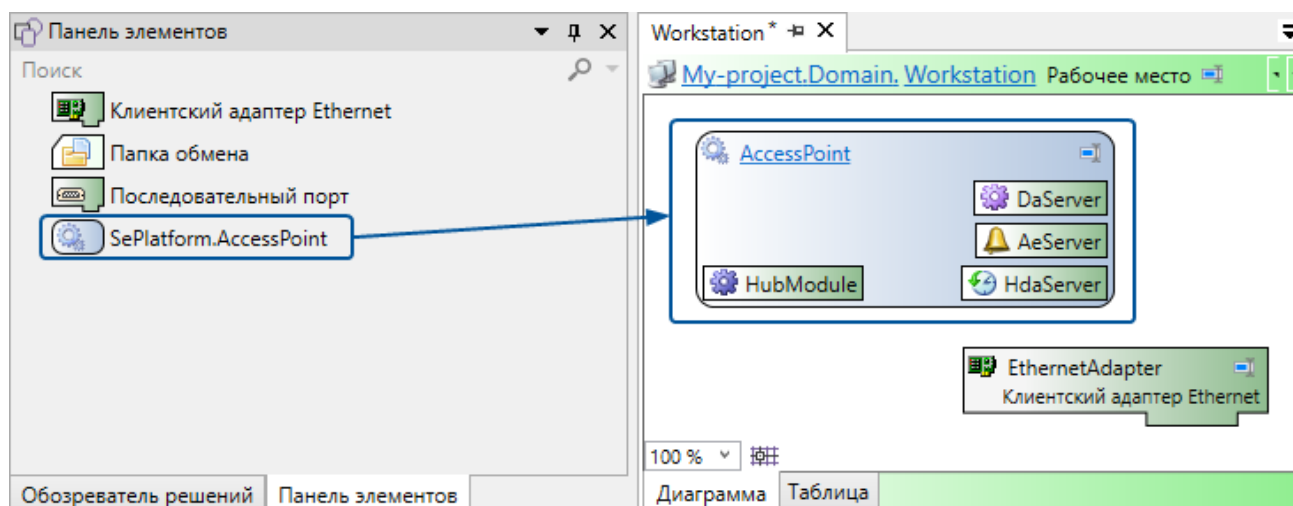 Панель элементов
Поиск
Клиентский адаптер Ethernet
Папка обмена
Последовательный порт
SePlatform.AccessPoint
Обозреватель решений
Панель элементов
Workstation*
My-project.Domain. Workstation Рабочее место
AccessPoint
DaServer
AeServer
HubModule
HdaServer
EthernetAdapter
Клиентский адаптер Ethernet
100 %
Диаграмма
Таблица